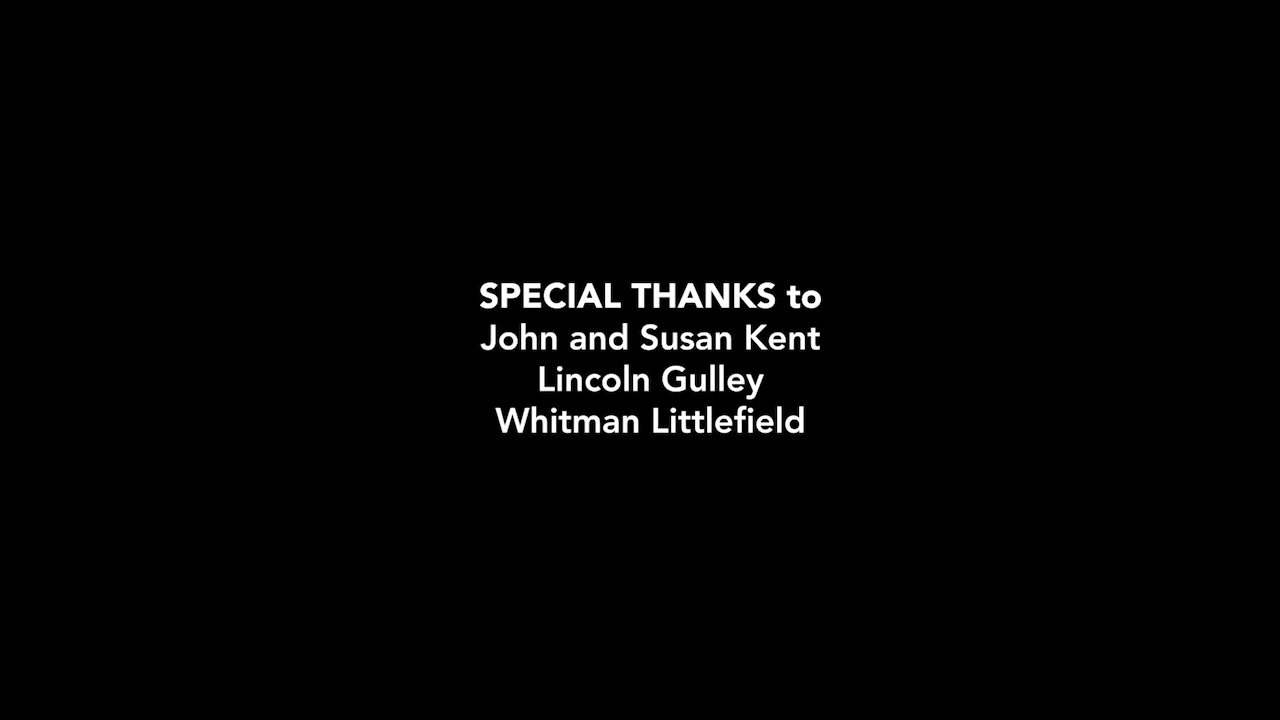 SPECIAL THANKS to
John and Susan Kent
Lincoln Gulley
Whitman Littlefield